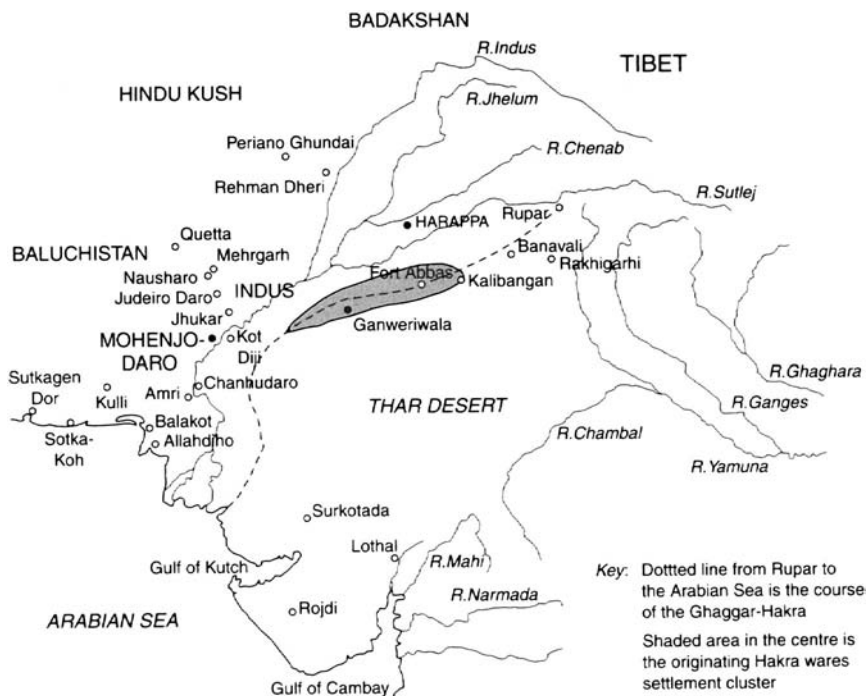 BADAKSHAN
R.Indus
TIBET
HINDU KUSH
R.Jhelum
Periano Ghundai
R.Chenab
Rehman Dheri
R.Sutlej
HARAPPA
Rupar
Quetta
Banavali
BALUCHISTAN
Mehrgarh
Rakhigarhi
Nausharo
Fort Abbas
Kalibangan
Judeiro Daro
INDUS
Jhukar
Ganweriwala
MOHENJO-
DARO
Kot
Diji
Sutkagen
Dor
Kulli
Amri
Chanhudaro
THAR DESERT
R.Ghaghara
R.Ganges
Balakot
Sotka-
Koh
Allahdiho
R.Chambal
R.Yamuna
Surkotada
Lothal
Gulf of Kutch
R.Mahi
R.Narmada
Rojdi
ARABIAN SEA
Gulf of Cambay
Key: Dottted line from Rupar to
the Arabian Sea is the course
of the Ghaggar-Hakra
Shaded area in the centre is
the originating Hakra wares
settlement cluster